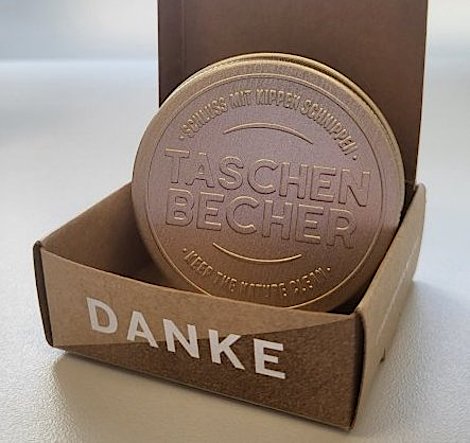 · SCHLUSS MIT KIPPEN SCHNIPPEN ·
TASCHEN
BECHER
· KEEP THE NATURE CLEAN ·
DANKE